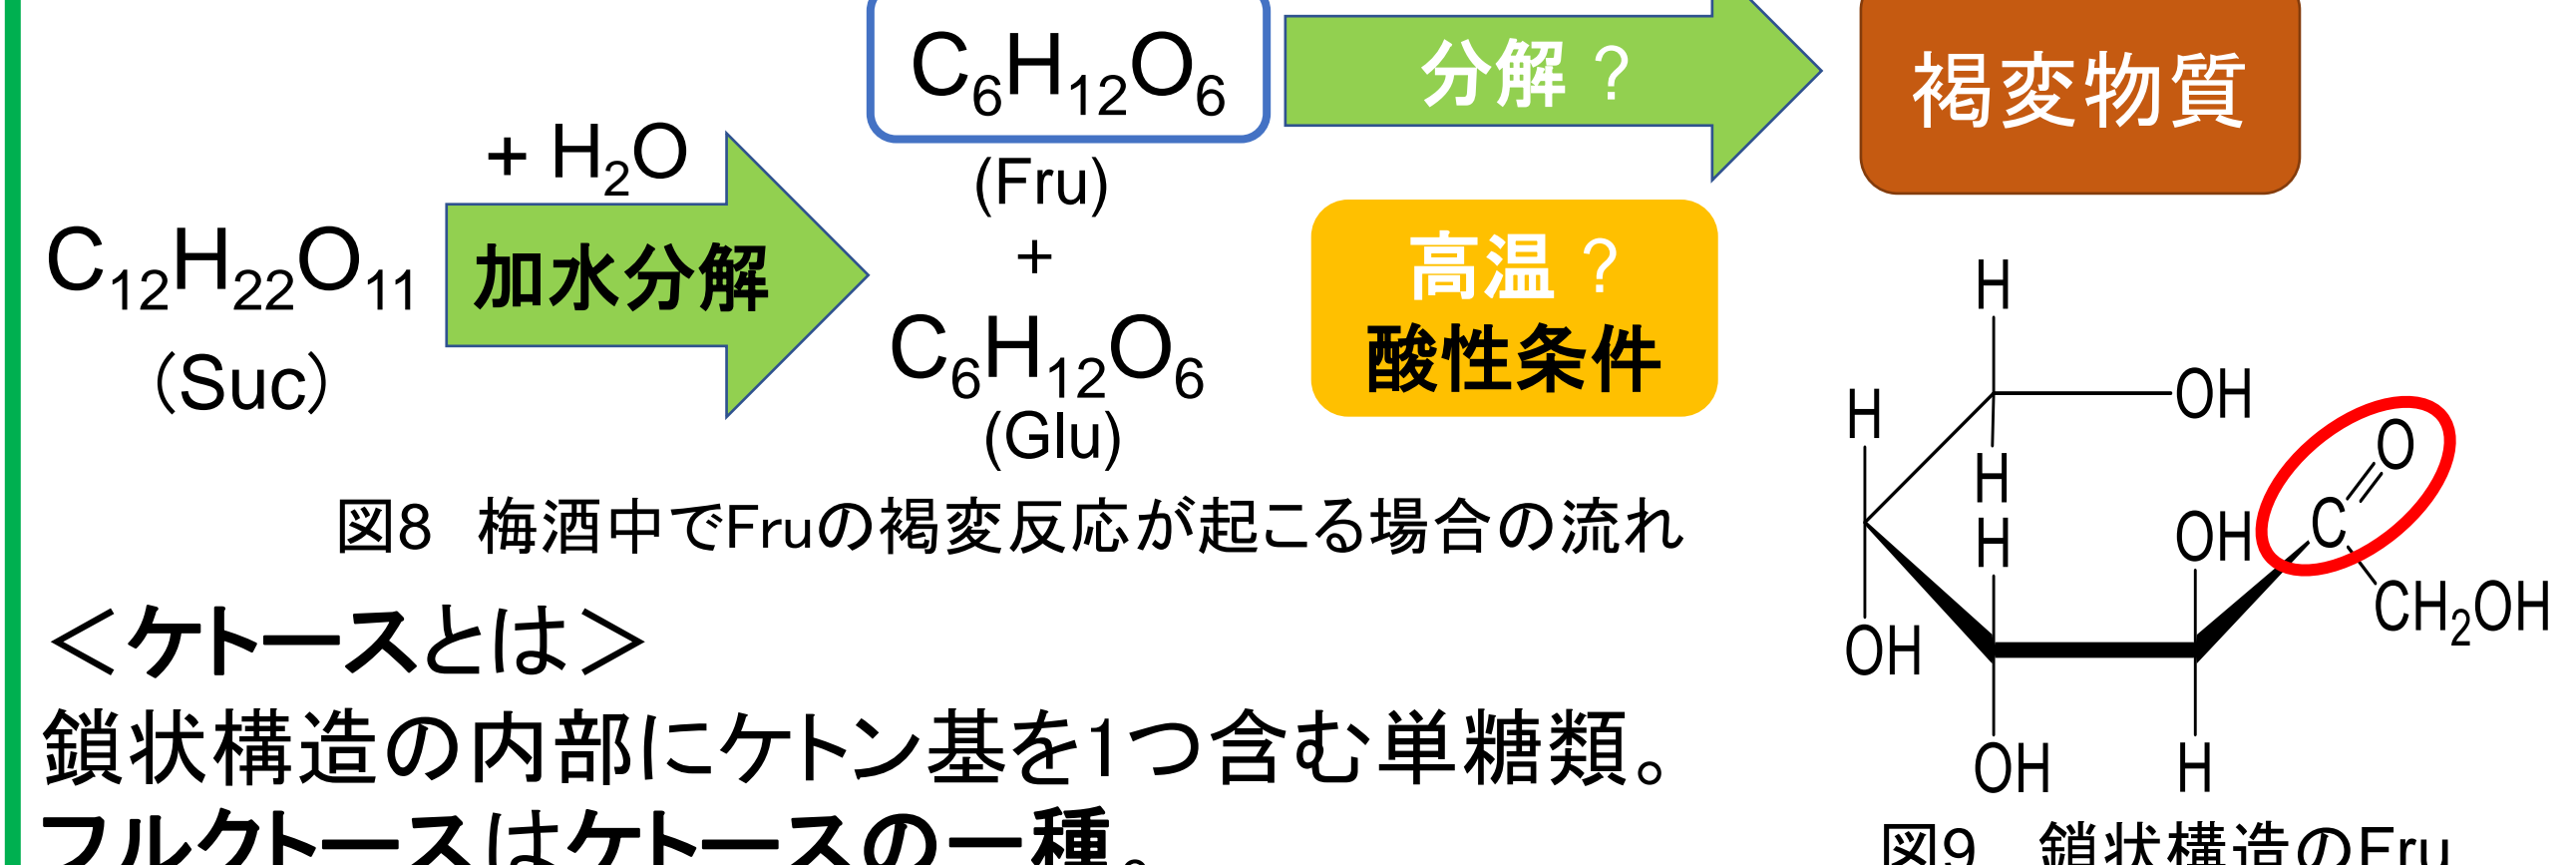 C₆H₁₂O₆
分解？
褐変物質
+ H₂O
(Fru)
+
C₁₂H₂₂O₁₁
加水分解
高温？
酸性条件
(Suc)
C₆H₁₂O₆
(Glu)
H
H
OH
O
H
H
OH
C
CH₂OH
OH
OH
H
図8　梅酒中でFruの褐変反応が起こる場合の流れ
＜ケトースとは＞
鎖状構造の内部にケトン基を1つ含む単糖類。
フルクトースはケトースの一種。
図9　鎖状構造のFru